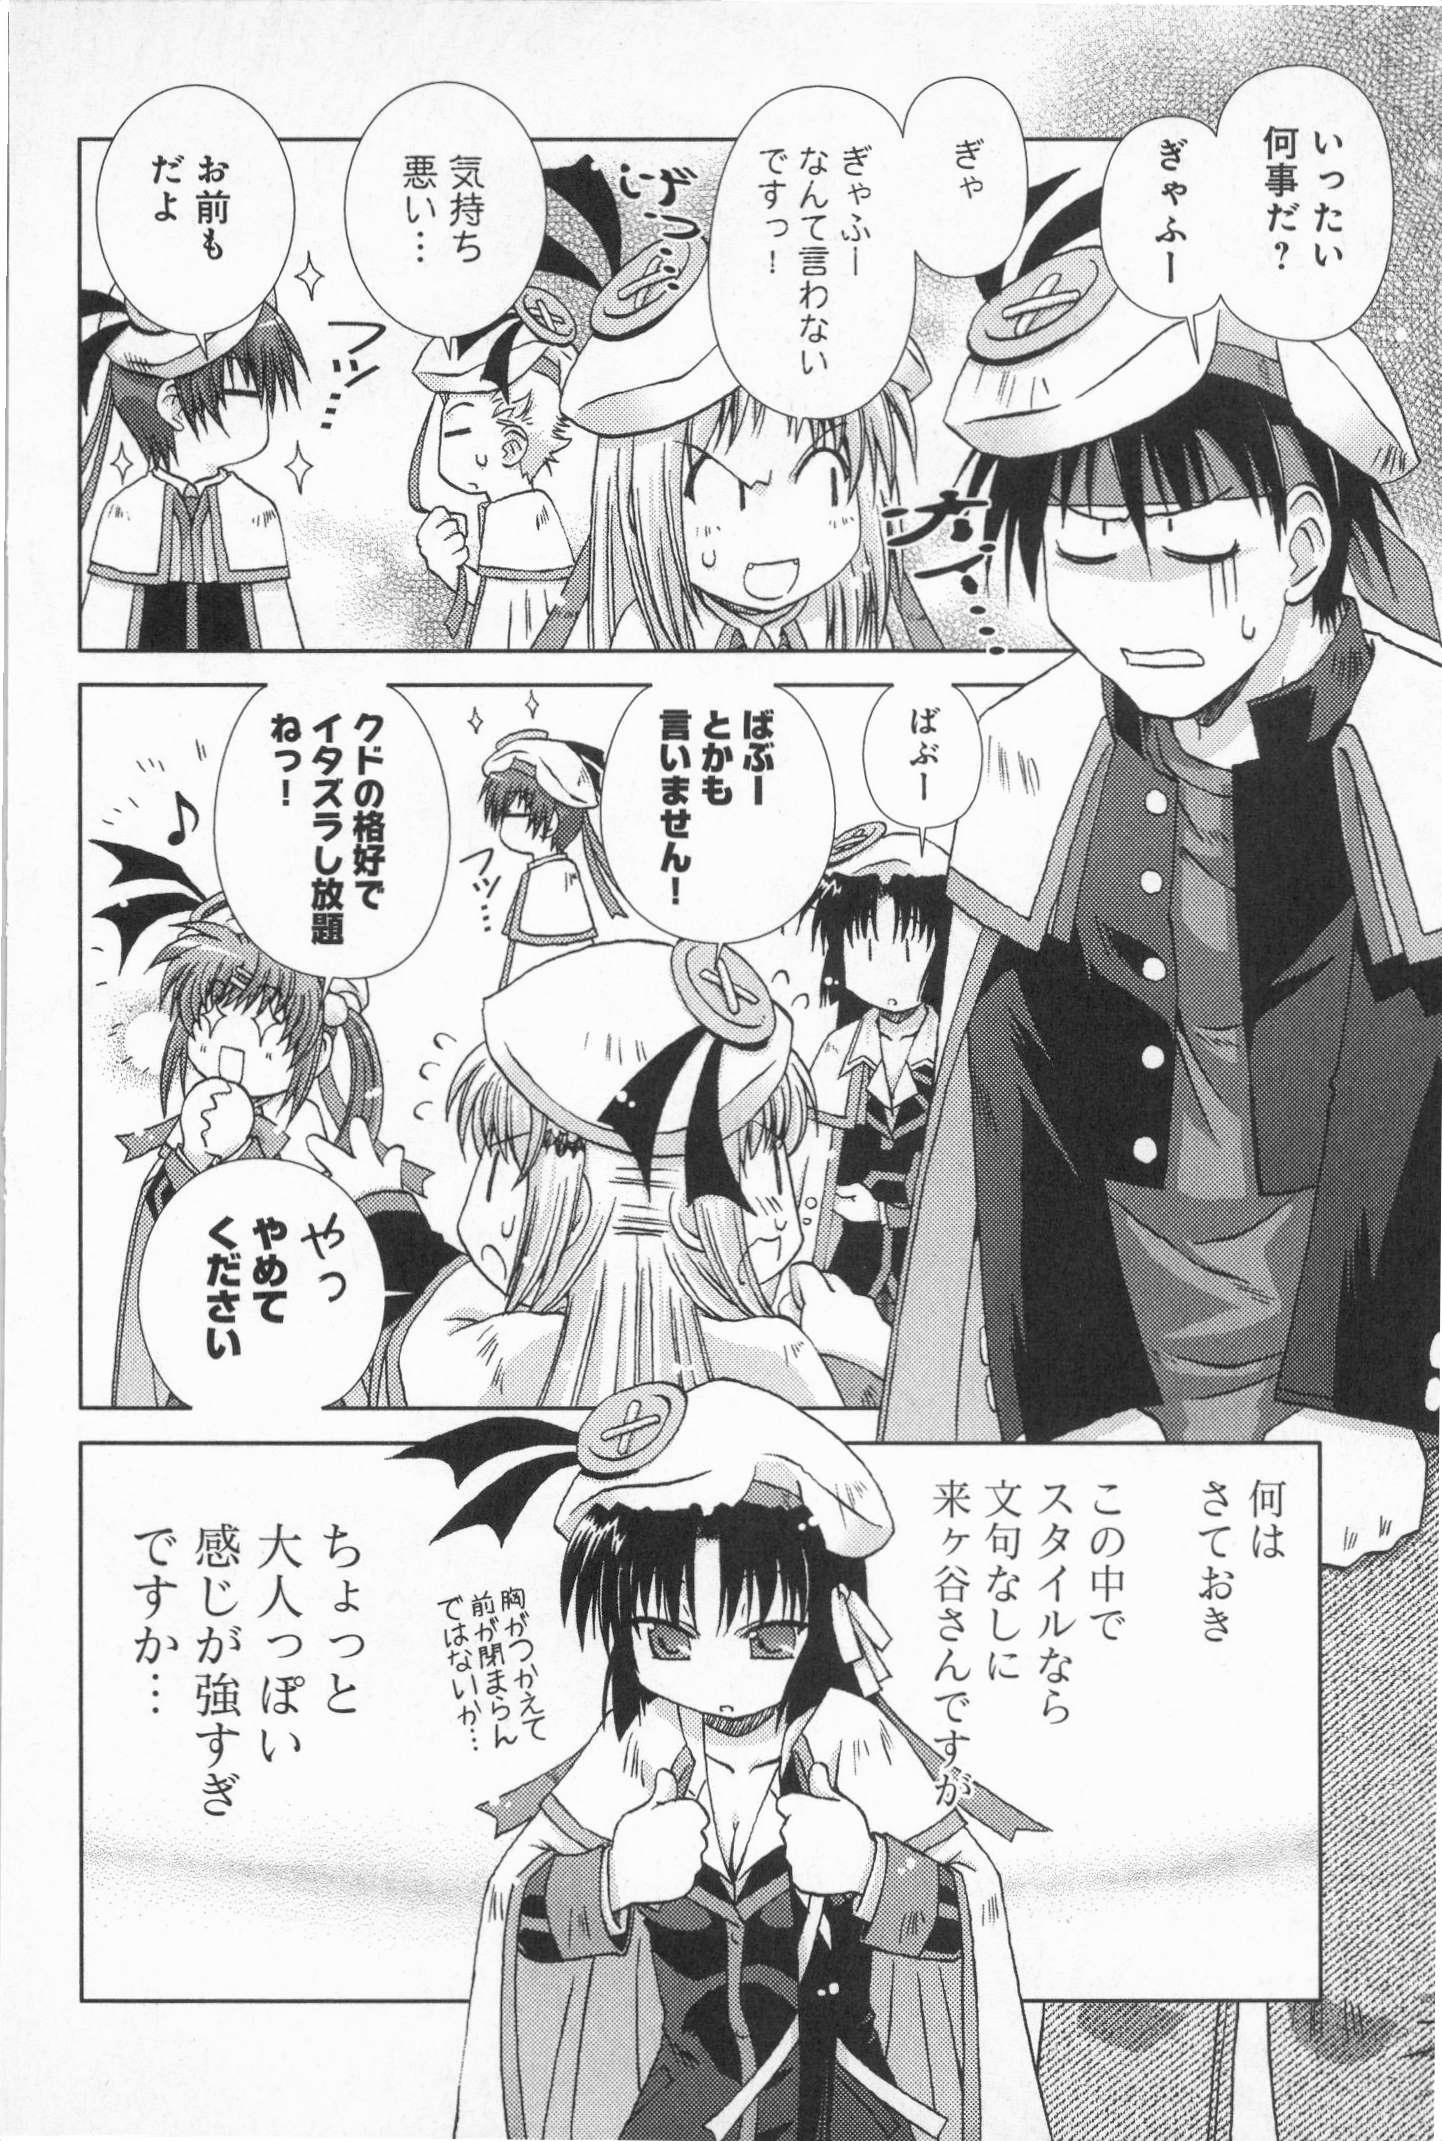 いったい
何事だ？
ぎゃふー
ぎゃ
ぎゃふー
なんて言わない
ですっ！
げっ…
気持ち
悪い…
お前も
だよ
フッ…
ばぶー
ばぶー
とかも
言いません！
フッ…
クドの格好で
イタズラし放題
ねっ！
♪
やっ
やめて
ください
何は
さておき
この中で
スタイルなら
文句なしに
来ヶ谷さんですが
胸がつかえて
前が閉まらん
ではないか…
ちょっと
大人っぽい
感じが強すぎ
ですか…